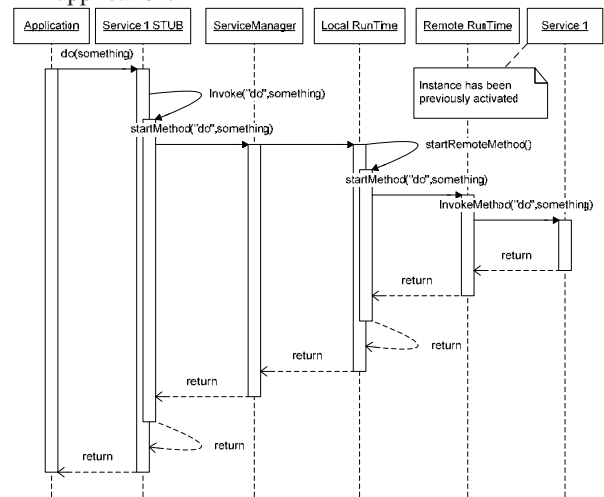 Application
Service 1 STUB
ServiceManager
Local RunTime
Remote RunTime
Service 1
do(something)
Instance has been
previously activated
Invoke("do",something)
startMethod("do",something)
startRemoteMethod()
startMethod("do",something)
InvokeMethod("do",something)
return
return
return
return
return
return
return